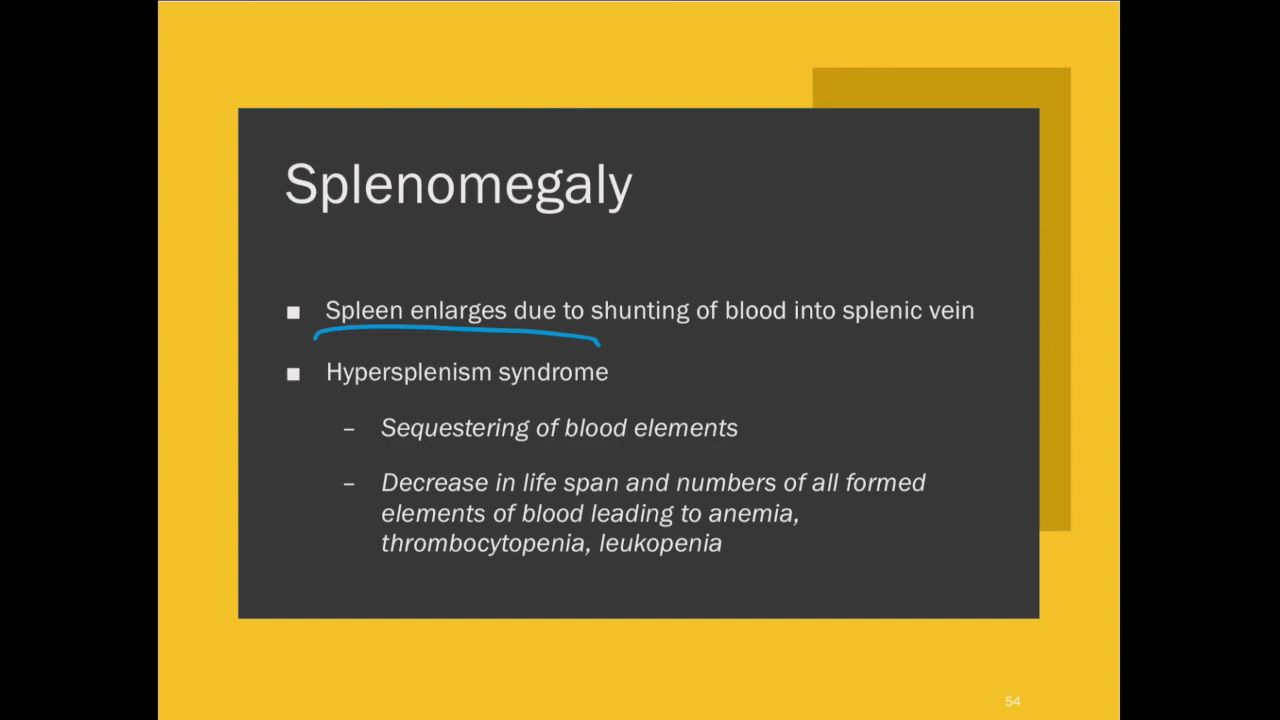 Splenomegaly
■ Spleen enlarges due to shunting of blood into splenic vein
■ Hypersplenism syndrome
– Sequestering of blood elements
– Decrease in life span and numbers of all formed
elements of blood leading to anemia,
thrombocytopenia, leukopenia
54